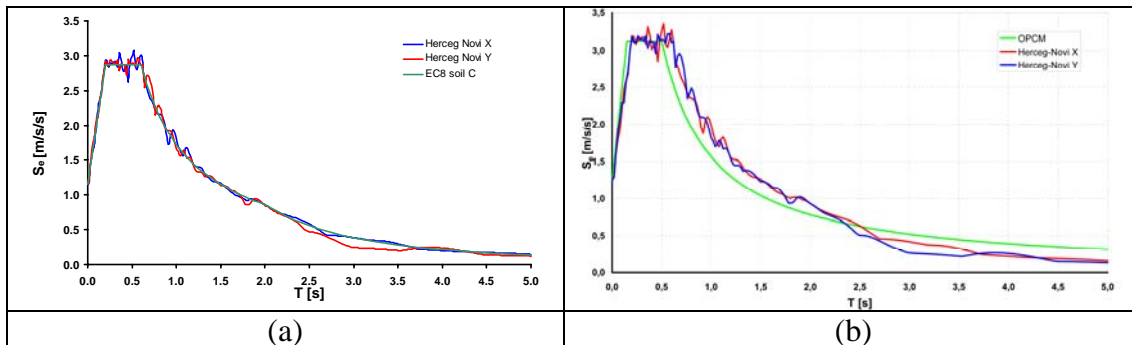 3.5
3.0
2.5
2.0
1.5
1.0
0.5
0.0
Se [m/s/s]
0.0 0.5 1.0 1.5 2.0 2.5 3.0 3.5 4.0 4.5 5.0
T [s]
Herceg Novi X
Herceg Novi Y
EC8 soil C
(a)
3,5
3,0
2,5
2,0
1,5
1,0
0,5
0,0
[m/s/s]
0,0 0,5 1,0 1,5 2,0 2,5 3,0 3,5 4,0 4,5 5,0
T [s]
OPCM
Herceg-Novi X
Herceg-Novi Y
(b)